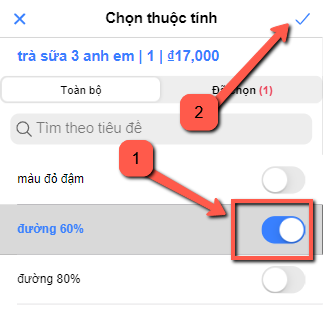 Chọn thuộc tính
trà sữa 3 anh em | 1 | ₫17,000
Toàn bộ
chọn (1)
2
Tìm theo tiêu đề
1
màu đỏ đậm
đường 60%
đường 80%